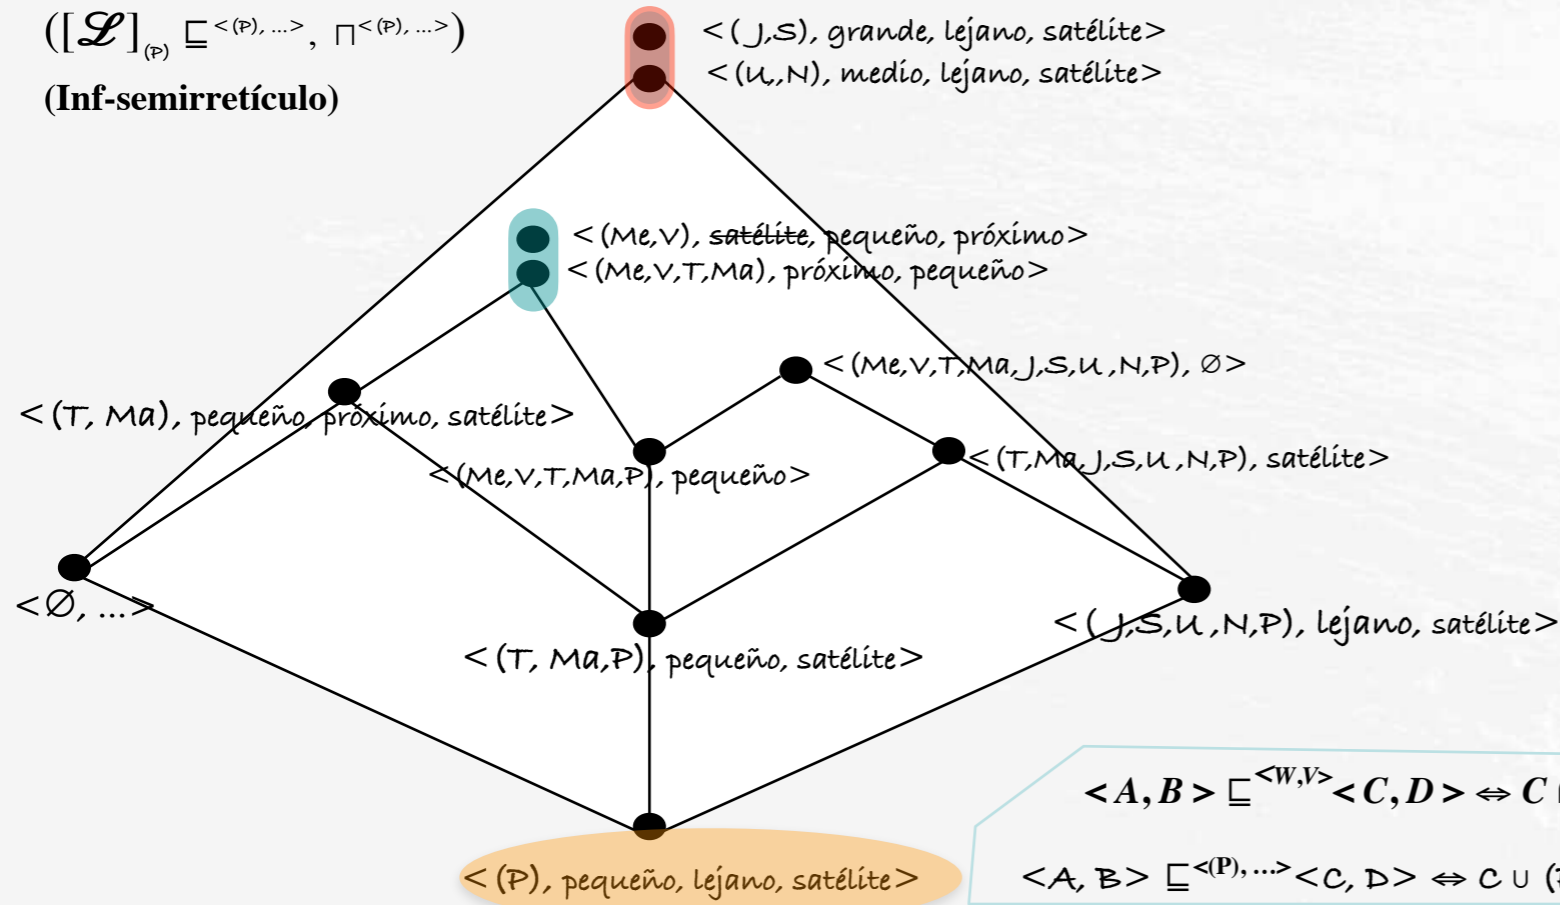 ([ℒ]₍ₚ₎ ⊑^<(P), ...>, ⊓^<(P), ...>)
(Inf-semirretículo)
<(J,S), grande, lejano, satélite>
<(U,,N), medio, lejano, satélite>
<(Me,V), ~~satélite~~, pequeño, próximo>
<(Me,V,T,Ma), próximo, pequeño>
<(Me,V,T,Ma,J,S,U,N,P), ∅>
<(T, Ma), pequeño, próximo, satélite>
<(T,Ma,J,S,U,N,P), satélite>
<(Me,V,T,Ma,P), pequeño>
<∅, ...>
<(J,S,U,N,P), lejano, satélite>
<(T, Ma,P), pequeño, satélite>
<A, B> ⊑^<W,V> <C, D> ⇔ C
<A, B> ⊑^<(P), ...> <C, D> ⇔ C ∪
<(P), pequeño, lejano, satélite>